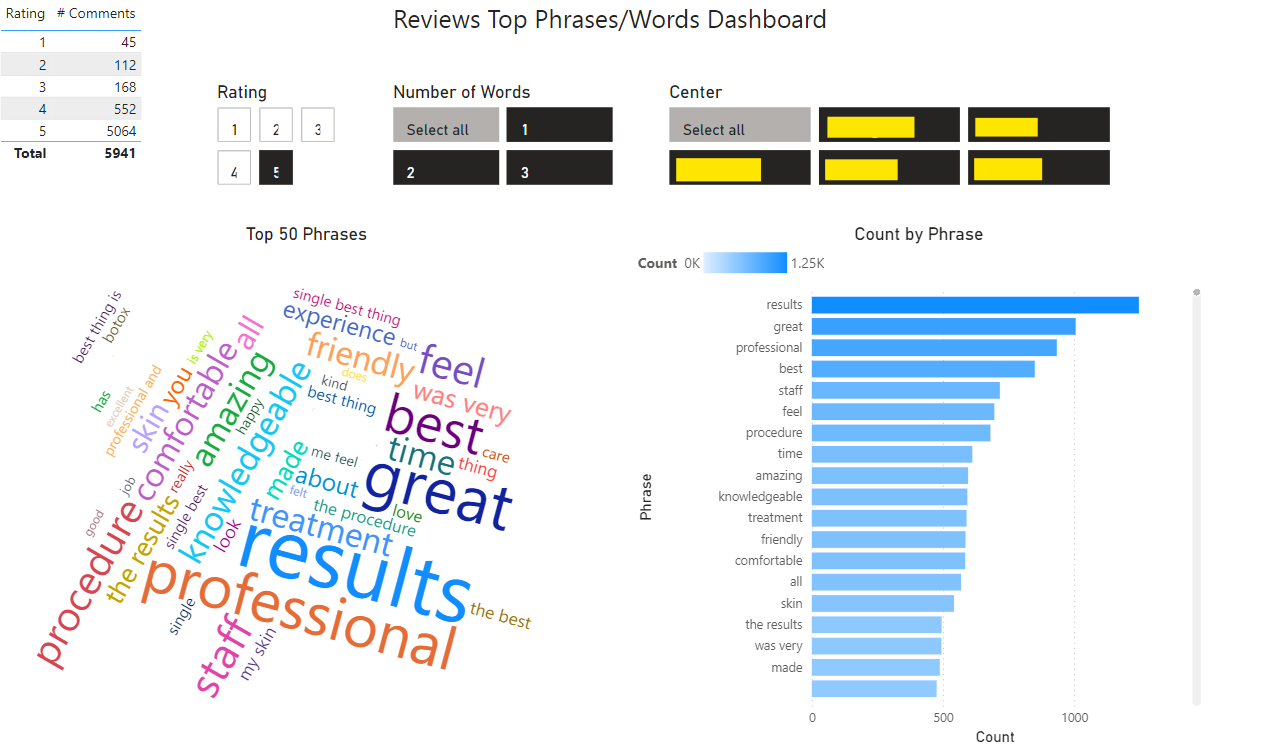 Reviews Top Phrases/Words Dashboard
Rating # Comments
1 45
2 112
3 168
4 552
5 5064
Total 5941
Rating
1 2 3
4 5
Number of Words
Select all 1
2 3
Center
Select all
Top 50 Phrases
best thing is
botox
single best thing
experience
but
is very
all
friendly
feel
does
kind
best thing
was very
has
excellent
professional and
you
skin
comfortable
amazing
happy
knowledgeable
best
time
care
thing
made
me feel
job
really
about
great
felt
love
the procedure
good
single best
look
treatment
procedure
the results
results
professional
single
the best
staff
my skin
Count by Phrase
Count 0K 1.25K
Phrase
results
great
professional
best
staff
feel
procedure
time
amazing
knowledgeable
treatment
friendly
comfortable
all
skin
the results
was very
made
0 500 1000
Count